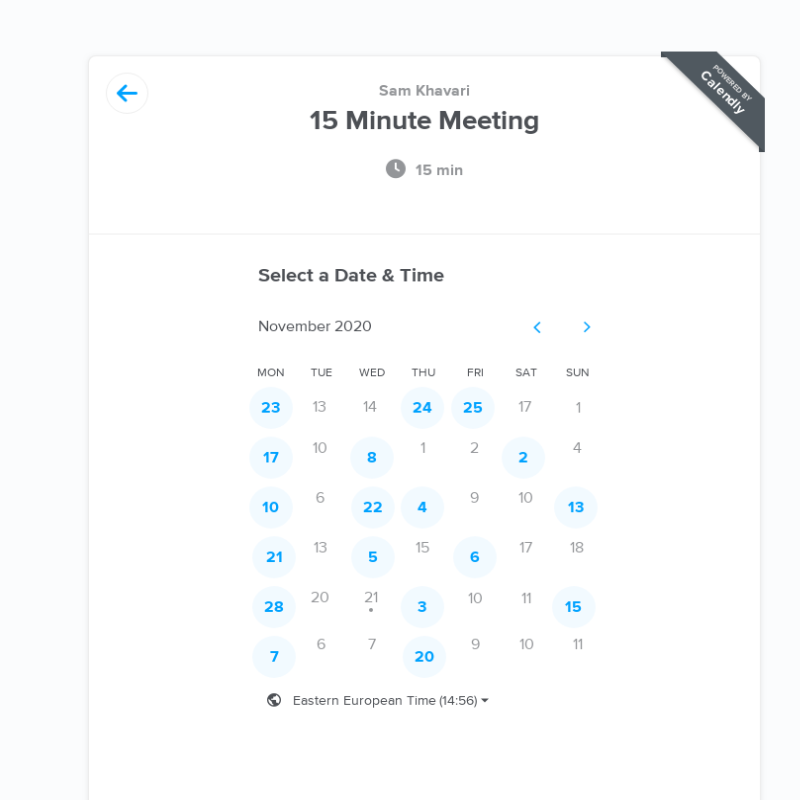 POWERED BY
Calendly
Sam Khavari
15 Minute Meeting
15 min
Select a Date & Time
November 2020
MON TUE WED THU FRI SAT SUN
23 13 14 24 25 17 1
17 10 8 1 2 2 4
10 6 22 4 9 10 13
21 13 5 15 6 17 18
28 20 21 3 10 11 15
7 6 7 20 9 10 11
Eastern European Time (14:56)